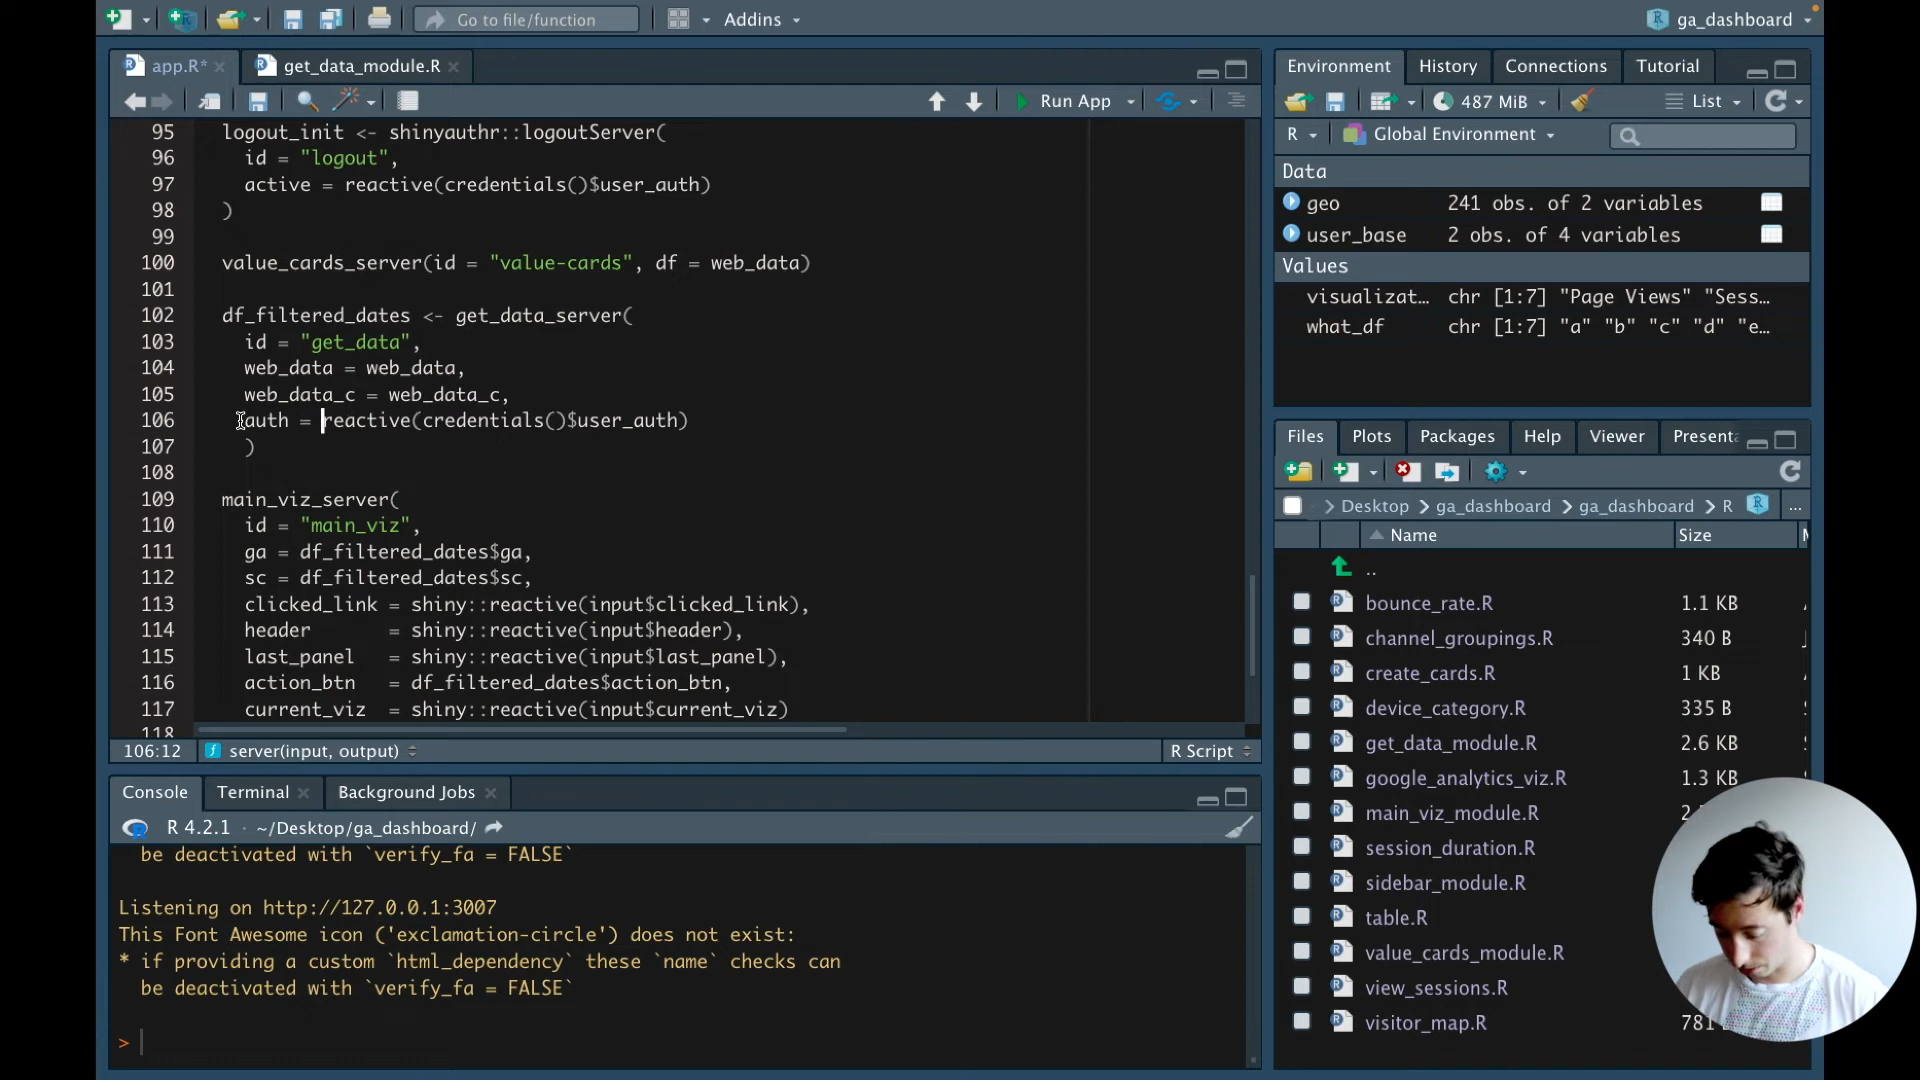 Go to file/function
Addins
ga_dashboard
app.R*
get_data_module.R
Run App
95 logout_init <- shinyauthr::logoutServer(
96 id = "logout",
97 active = reactive(credentials()$user_auth)
98 )
99
100 value_cards_server(id = "value-cards", df = web_data)
101
102 df_filtered_dates <- get_data_server(
103 id = "get_data",
104 web_data = web_data,
105 web_data_c = web_data_c,
106 auth = reactive(credentials()$user_auth)
107 )
108
109 main_viz_server(
110 id = "main_viz",
111 ga = df_filtered_dates$ga,
112 sc = df_filtered_dates$sc,
113 clicked_link = shiny::reactive(input$clicked_link),
114 header = shiny::reactive(input$header),
115 last_panel = shiny::reactive(input$last_panel),
116 action_btn = df_filtered_dates$action_btn,
117 current_viz = shiny::reactive(input$current_viz)
118
106:12 server(input, output) R Script
Console Terminal Background Jobs
R 4.2.1 · ~/Desktop/ga_dashboard/
be deactivated with `verify_fa = FALSE`
Listening on http://127.0.0.1:3007
This Font Awesome icon ('exclamation-circle') does not exist:
* if providing a custom `html_dependency` these `name` checks can
be deactivated with `verify_fa = FALSE`
>
Environment History Connections Tutorial
487 MiB List
R Global Environment
Data
geo 241 obs. of 2 variables
user_base 2 obs. of 4 variables
Values
visualizat… chr [1:7] "Page Views" "Sess…
what_df chr [1:7] "a" "b" "c" "d" "e…
Files Plots Packages Help Viewer Presenta
Desktop ga_dashboard ga_dashboard R ...
Name Size
..
bounce_rate.R 1.1 KB
channel_groupings.R 340 B
create_cards.R 1 KB
device_category.R 335 B
get_data_module.R 2.6 KB
google_analytics_viz.R 1.3 KB
main_viz_module.R
session_duration.R
sidebar_module.R
table.R
value_cards_module.R
view_sessions.R
visitor_map.R 781